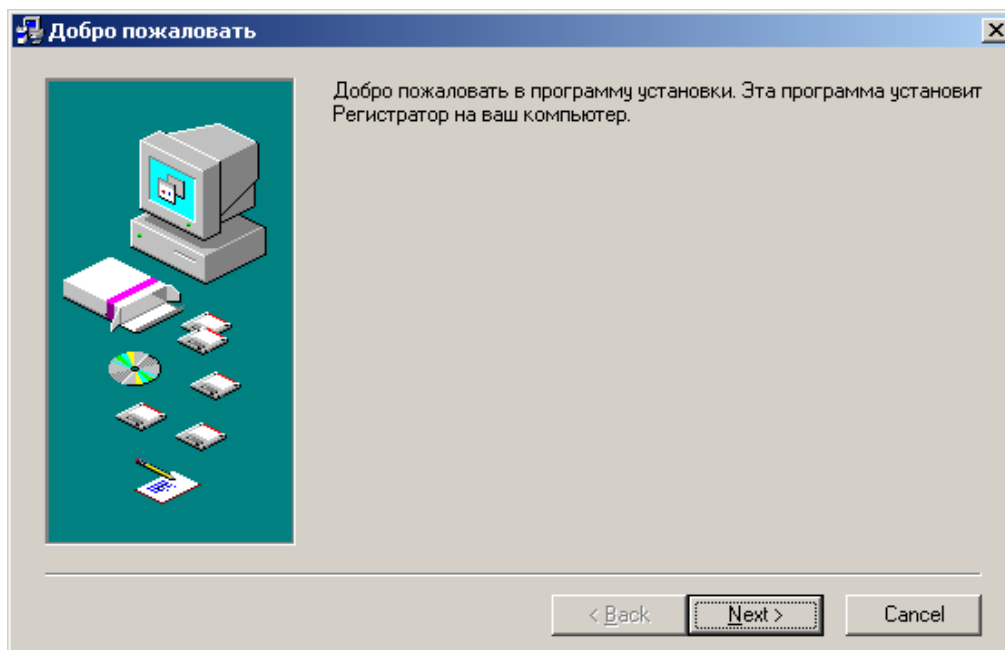 Добро пожаловать
Добро пожаловать в программу установки. Эта программа установит
Регистратор на ваш компьютер.
< Back
Next >
Cancel